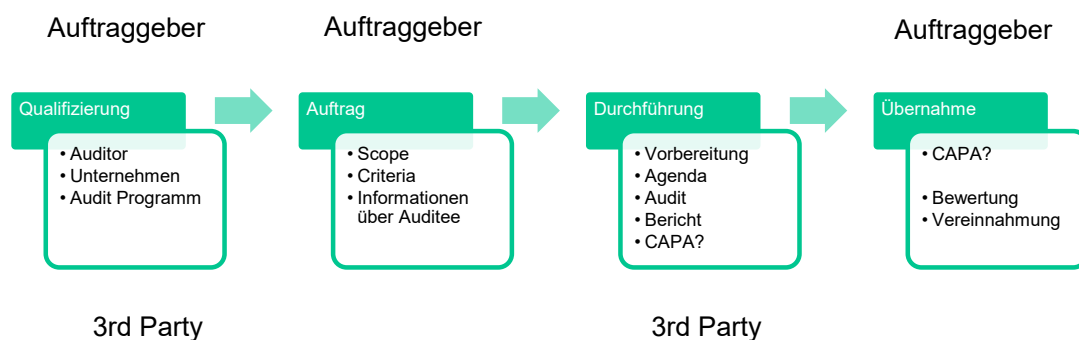 Auftraggeber
Auftraggeber
Auftraggeber
Qualifizierung
• Auditor
• Unternehmen
• Audit Programm
Auftrag
• Scope
• Criteria
• Informationen
über Auditee
Durchführung
• Vorbereitung
• Agenda
• Audit
• Bericht
• CAPA?
Übernahme
• CAPA?
• Bewertung
• Vereinnahmung
3rd Party
3rd Party